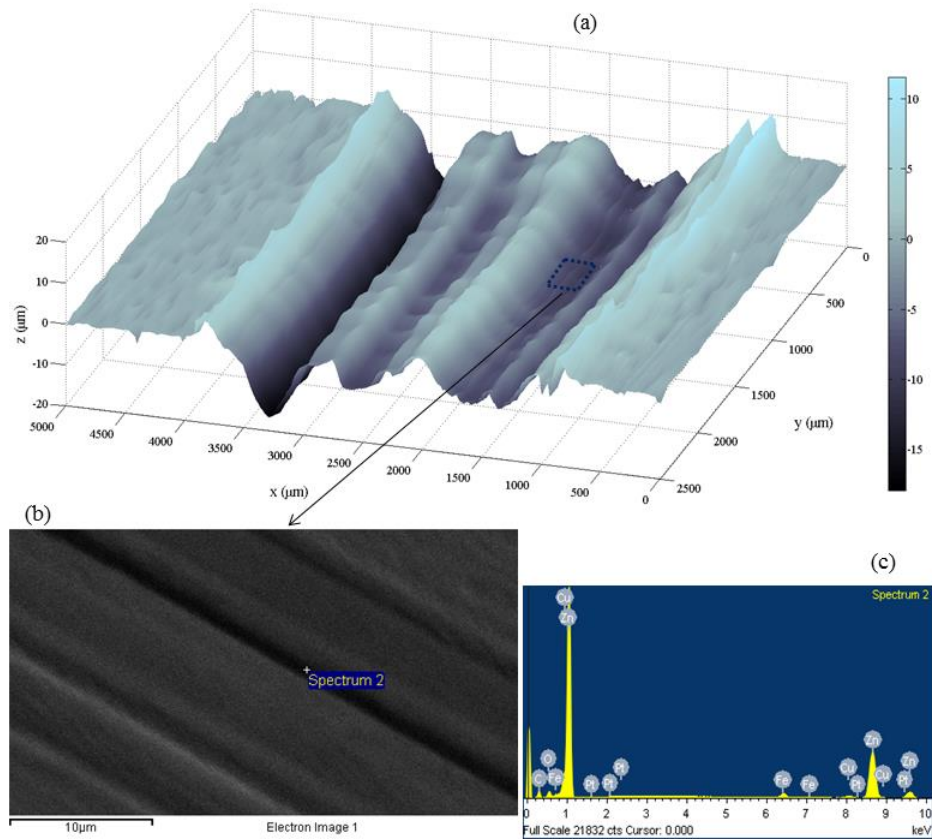 (a)
10
5
0
-5
-10
-15
20
10
0
-10
-20
z (μm)
5000
4500
4000
3500
3000
2500
2000
1500
1000
500
0
x (μm)
0
500
1000
1500
2000
2500
y (μm)
(b)
Spectrum 2
10μm
Electron Image 1
(c)
Spectrum 2
Cu
Zn
O
C
Fe
Pt
Pt
Pt
Fe
Fe
Cu
Zn
Cu
Pt
Pt
Zn
0 1 2 3 4 5 6 7 8 9 10
Full Scale 21832 cts Cursor: 0.000
keV